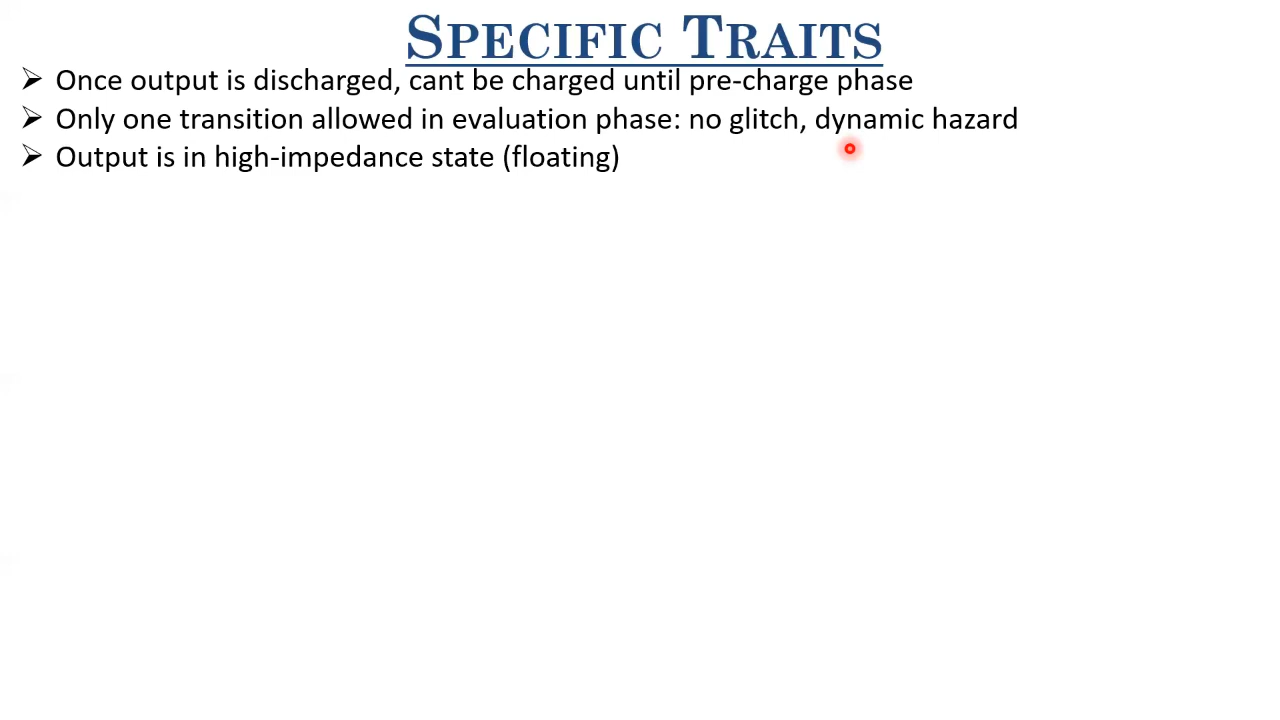 SPECIFIC TRAITS
➢ Once output is discharged, cant be charged until pre-charge phase
➢ Only one transition allowed in evaluation phase: no glitch, dynamic hazard
➢ Output is in high-impedance state (floating)